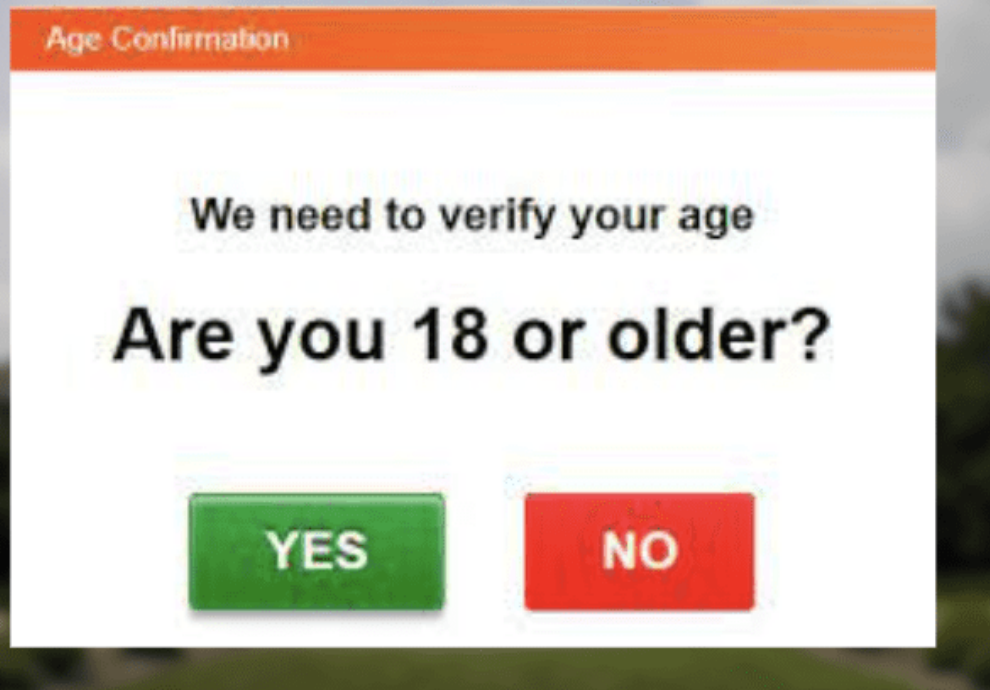 Age Confirmation
We need to verify your age
Are you 18 or older?
YES
NO